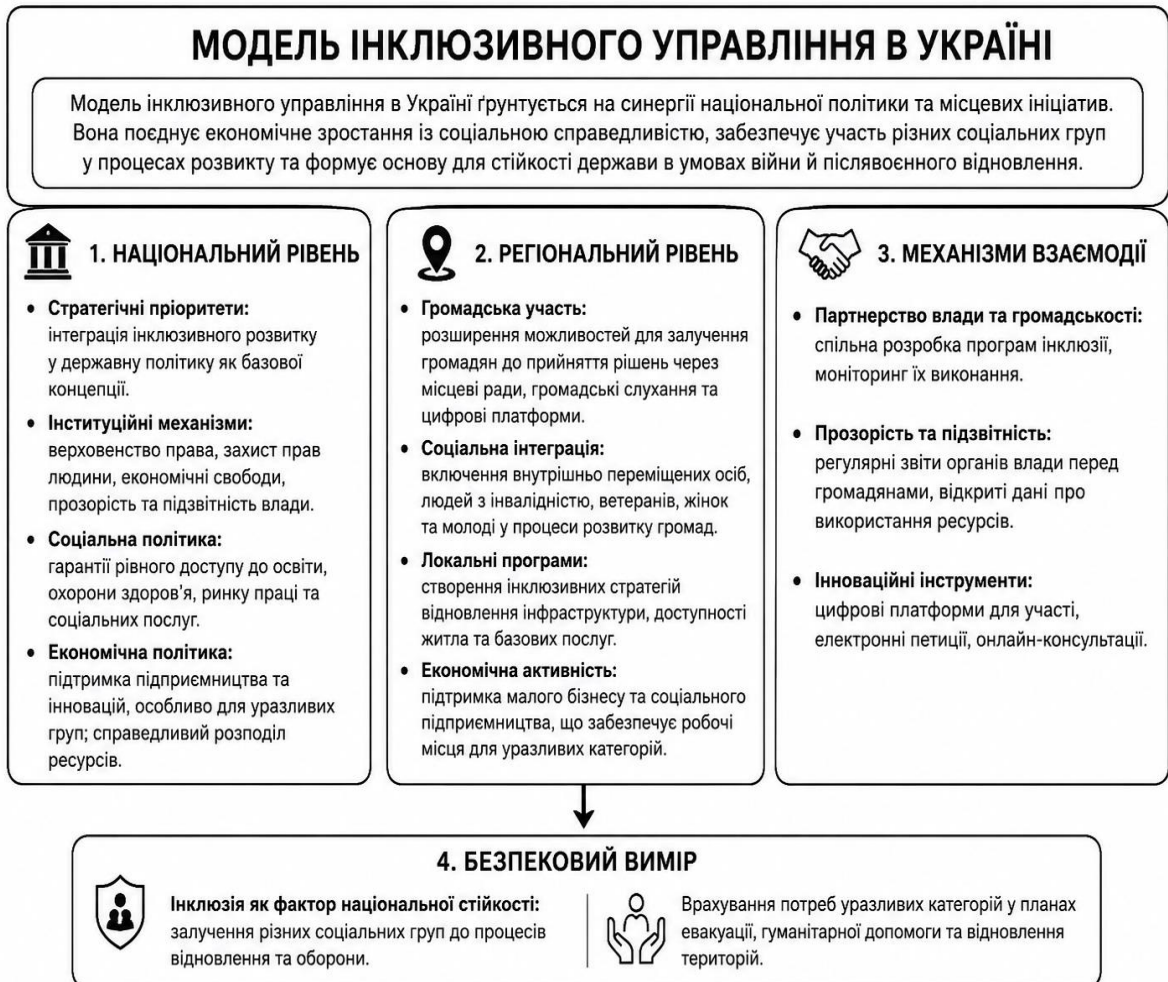 МОДЕЛЬ ІНКЛЮЗИВНОГО УПРАВЛІННЯ В УКРАЇНІ
Модель інклюзивного управління в Українї ґрунтується на синергії національної політики та місцевих ініціатив.
Вона поєднує економічне зростання із соціальною справедливістю, забезпечує участь різних соціальних груп
у процесах розвикту та формує основу для стійкості держави в умовах війни й післявоєнного відновлення.
1. НАЦІОНАЛЬНИЙ РІВЕНЬ
• Стратегічні пріоритети:
інтеграція інклюзивного розвитку
у державну політику як базової
концепції.
• Інституційні механізми:
верховенство права, захист прав
людини, економічні свободи,
прозорість та підзвітність влади.
• Соціальна політика:
гарантії рівного доступу до освіти,
охорони здоров’я, ринку праці та
соціальних послуг.
• Економічна політика:
підтримка підприємництва та
інновацій, особливо для уразливих
груп; справедливий розподіл
ресурсів.
2. РЕГІОНАЛЬНИЙ РІВЕНЬ
• Громадська участь:
розширення можливостей для залучення
громадян до прийняття рішень через
місцеві ради, громадські слухання та
цифрові платформи.
• Соціальна інтеграція:
включення внутрішньо переміщених осіб,
людей з інвалідністю, ветеранів, жінок
та молоді у процеси розвитку громад.
• Локальні програми:
створення інклюзивних стратегій
відновлення інфраструктури, доступності
житла та базових послуг.
• Економічна активність:
підтримка малого бізнесу та соціального
підприємництва, що забезпечує робочі
місця для уразливих категорій.
3. МЕХАНІЗМИ ВЗАЄМОДІЇ
• Партнерство влади та громадськості:
спільна розробка програм інклюзії,
моніторинг їх виконання.
• Прозорість та підзвітність:
регулярні звіти органів влади перед
громадянами, відкриті дані про
використання ресурсів.
• Інноваційні інструменти:
цифрові платформи для участі,
електронні петиції, онлайн-консультації.
4. БЕЗПЕКОВИЙ ВИМІР
Інклюзія як фактор національної стійкості:
залучення різних соціальних груп до процесів
відновлення та оборони.
Врахування потреб уразливих категорій у планах
евакуації, гуманітарної допомоги та відновлення
територій.